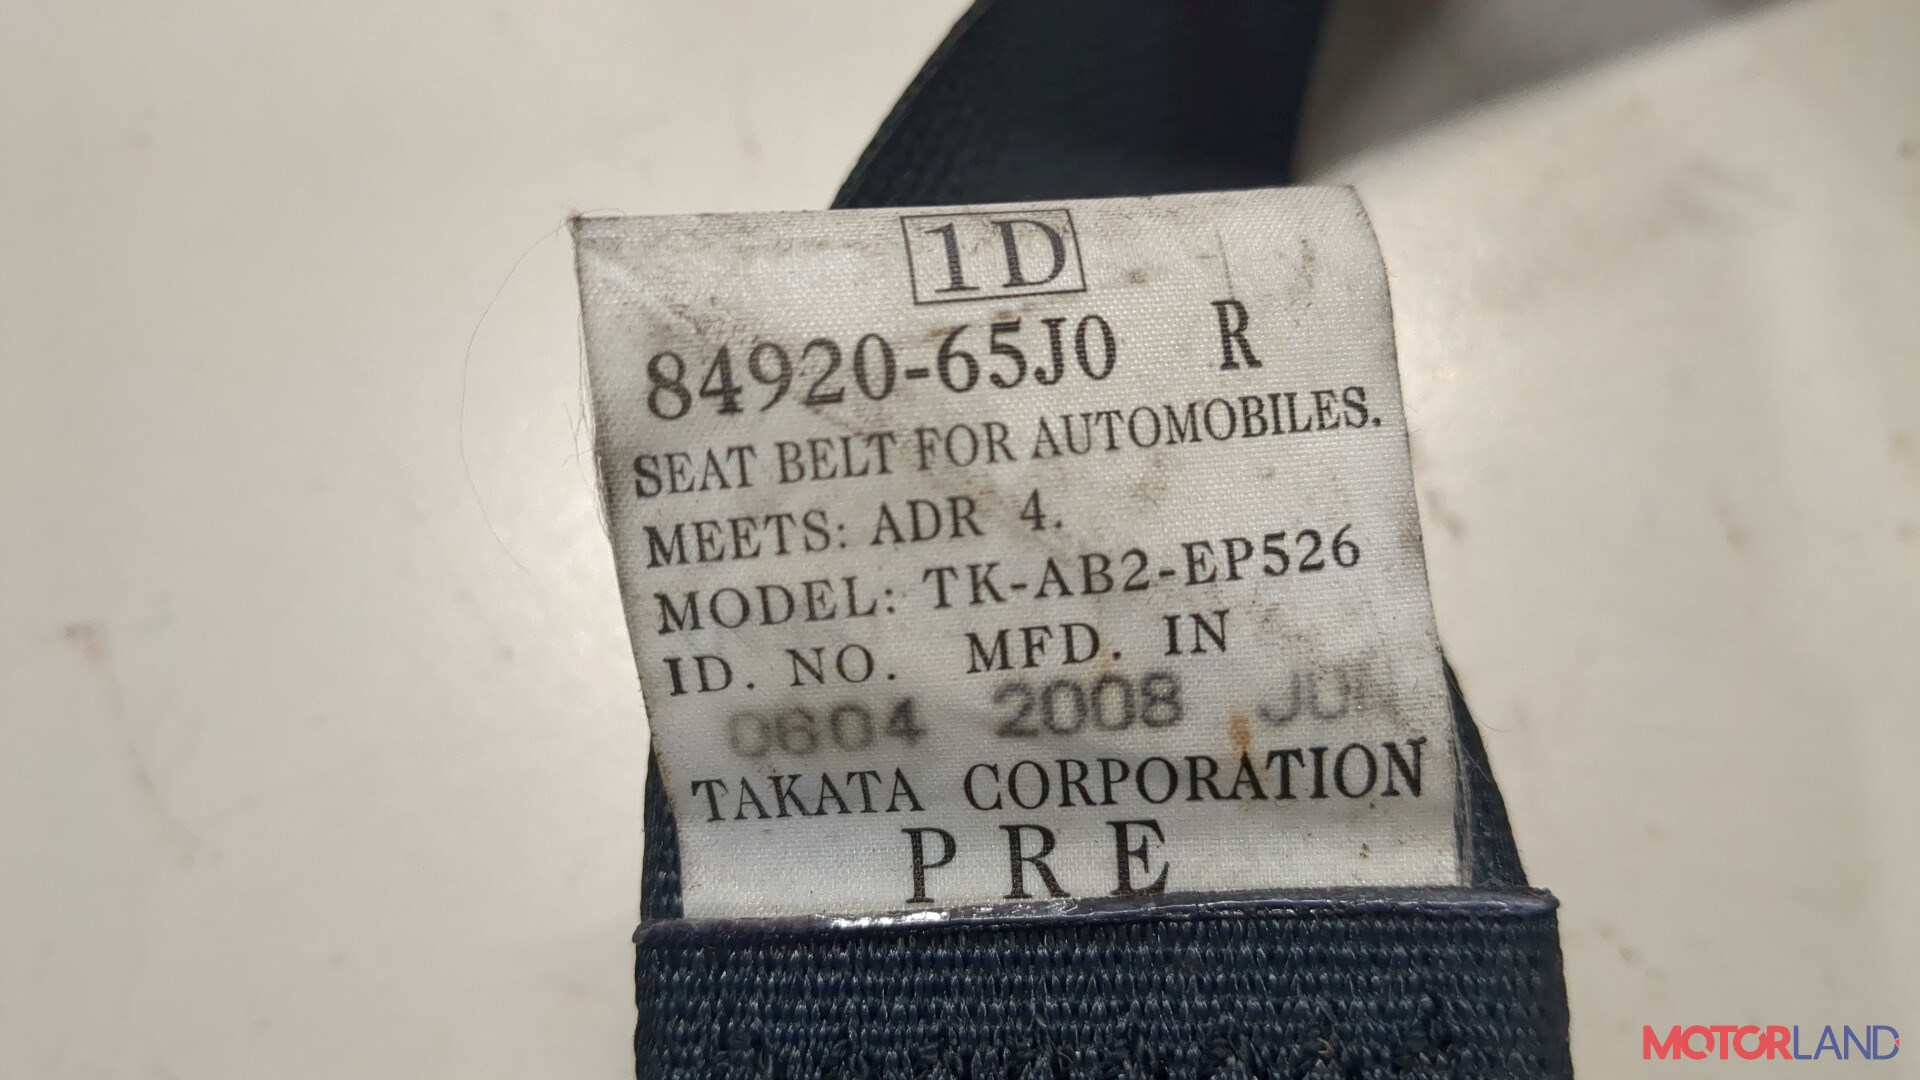 1D
84920-65J0 R
SEAT BELT FOR AUTOMOBILES.
MEETS: ADR 4.
MODEL: TK-AB2-EP526
ID. NO. MFD. IN
0604 2008
TAKATA CORPORATION
PRE
MOTORLAND